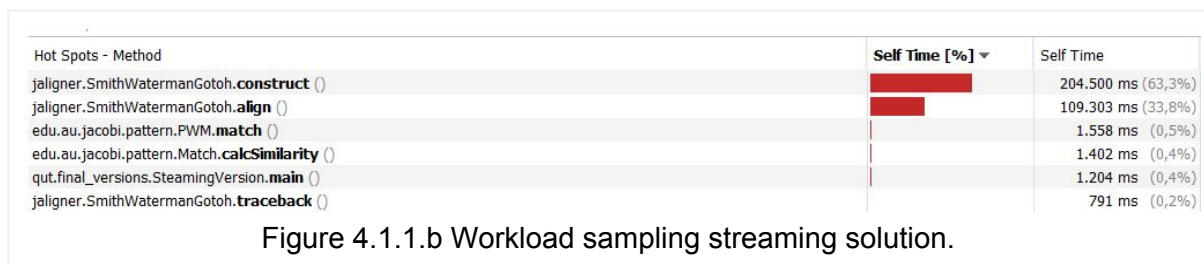 Hot Spots - Method Self Time [%] Self Time
jaligner.SmithWatermanGotoh.construct () 204.500 ms (63,3%)
jaligner.SmithWatermanGotoh.align () 109.303 ms (33,8%)
edu.au.jacobi.pattern.PWM.match () 1.558 ms (0,5%)
edu.au.jacobi.pattern.Match.calcSimilarity () 1.402 ms (0,4%)
qut.final_versions.SteamingVersion.main () 1.204 ms (0,4%)
jaligner.SmithWatermanGotoh.traceback () 791 ms (0,2%)
Figure 4.1.1.b Workload sampling streaming solution.